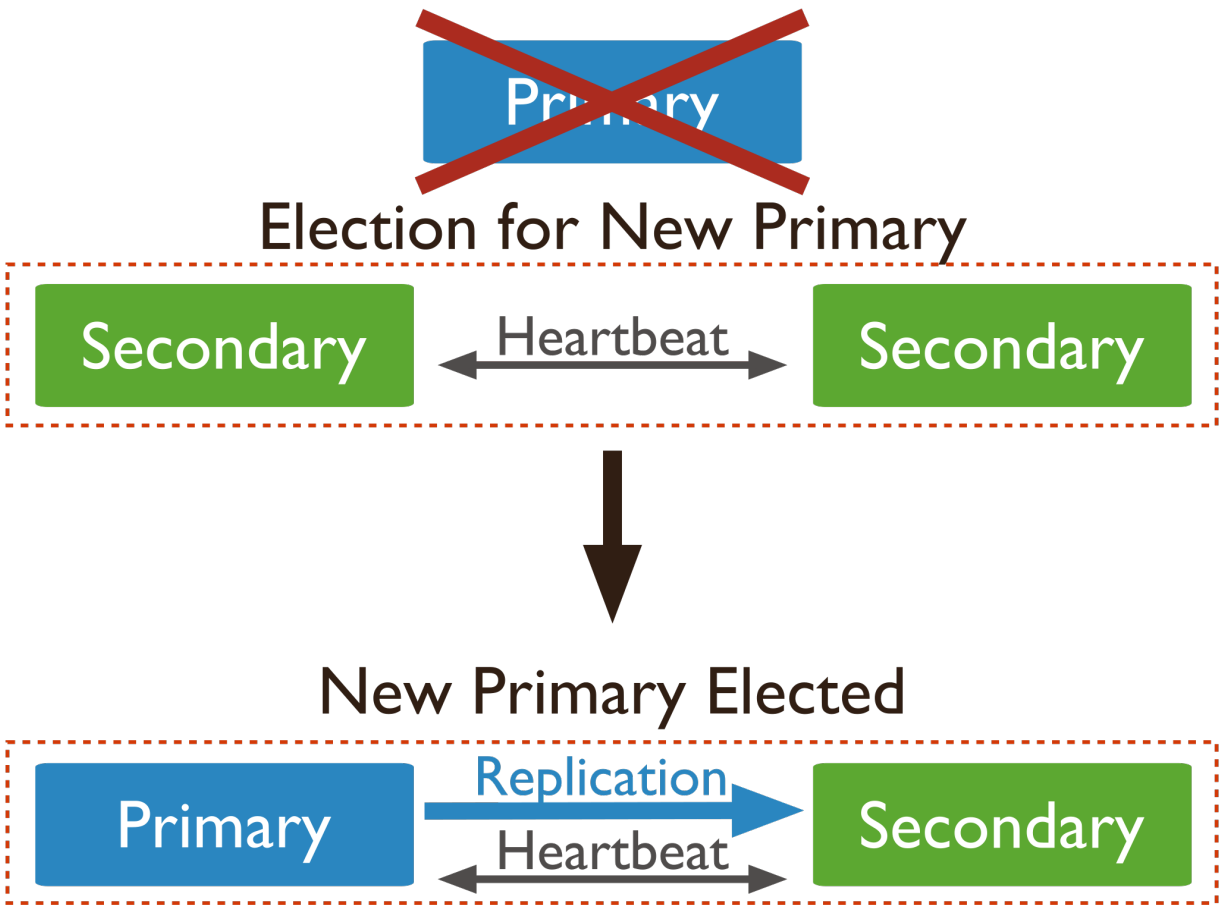 Primary
Election for New Primary
Secondary
Heartbeat
Secondary
New Primary Elected
Primary
Replication
Heartbeat
Secondary